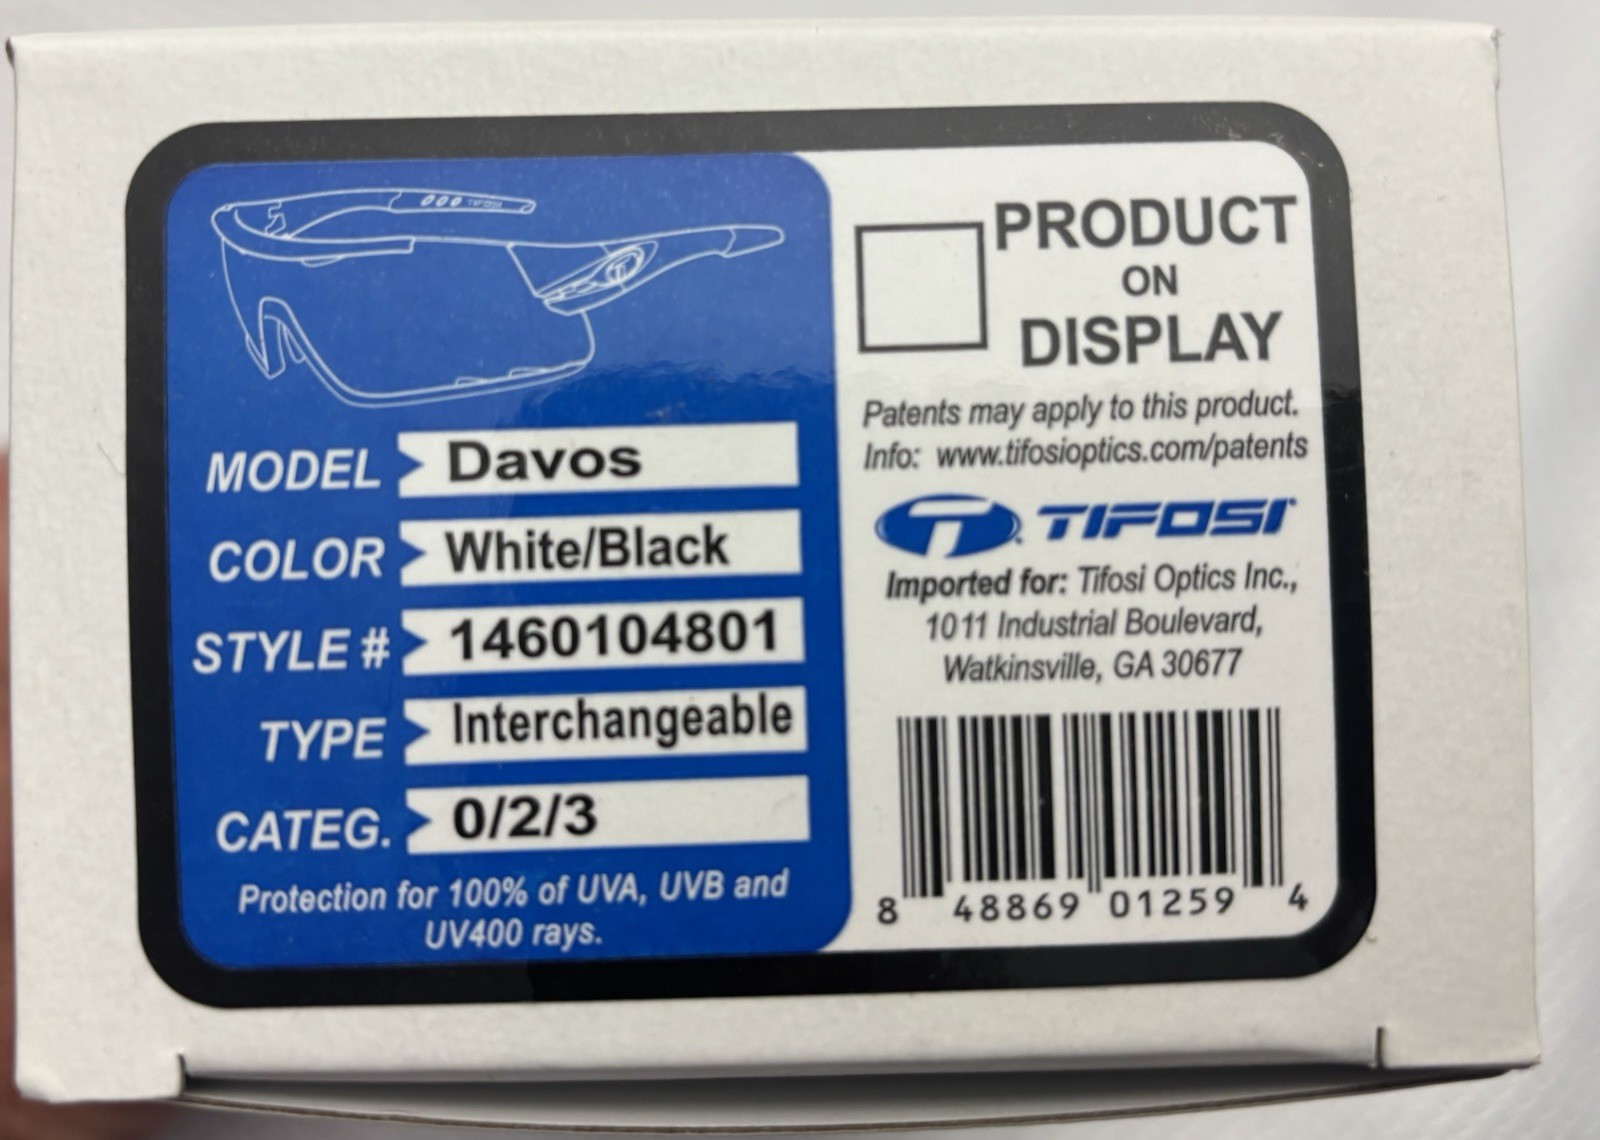 TIFOSI
MODEL Davos
COLOR White/Black
STYLE # 1460104801
TYPE Interchangeable
CATEG. 0/2/3
Protection for 100% of UVA, UVB and
UV400 rays.
PRODUCT
ON
DISPLAY
Patents may apply to this product.
Info: www.tifosioptics.com/patents
TIFOSI
Imported for: Tifosi Optics Inc.,
1011 Industrial Boulevard,
Watkinsville, GA 30677
8 48869 01259 4